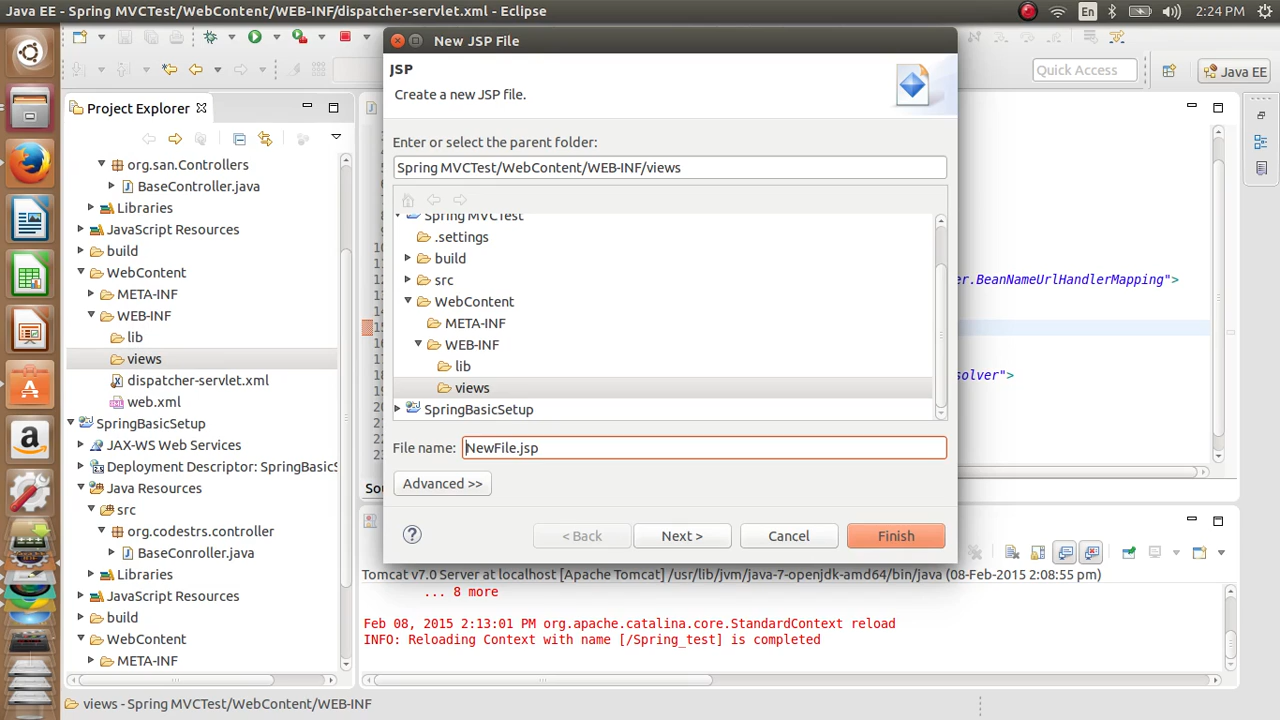 Java EE - Spring MVCTest/WebContent/WEB-INF/dispatcher-servlet.xml - Eclipse
En
2:24 PM
New JSP File
JSP
Create a new JSP file.
Quick Access
Java EE
Project Explorer
org.san.Controllers
BaseController.java
Libraries
JavaScript Resources
build
WebContent
META-INF
WEB-INF
lib
views
dispatcher-servlet.xml
web.xml
SpringBasicSetup
JAX-WS Web Services
Deployment Descriptor: SpringBasicS
Java Resources
src
org.codestrs.controller
BaseConroller.java
Libraries
JavaScript Resources
build
WebContent
META-INF
Enter or select the parent folder:
Spring MVCTest/WebContent/WEB-INF/views
Spring MVCTest
.settings
build
src
WebContent
META-INF
WEB-INF
lib
views
SpringBasicSetup
File name: NewFile.jsp
Advanced >>
< Back
Next >
Cancel
Finish
er.BeanNameUrlHandlerMapping">
solver">
Sou
Tomcat v7.0 Server at localhost [Apache Tomcat] /usr/lib/jvm/java-7-openjdk-amd64/bin/java (08-Feb-2015 2:08:55 pm)
... 8 more
Feb 08, 2015 2:13:01 PM org.apache.catalina.core.StandardContext reload
INFO: Reloading Context with name [/Spring_test] is completed
views - Spring MVCTest/WebContent/WEB-INF